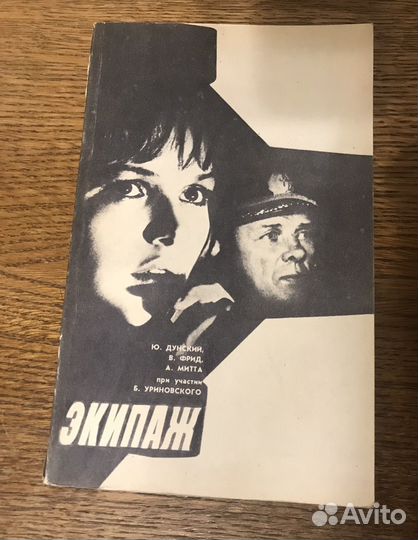 Ю. ДУНСКИЙ,
В. ФРИД,
А. МИТТА
при участии
Б. УРИНОВСКОГО
ЭКИПАЖ
Avito